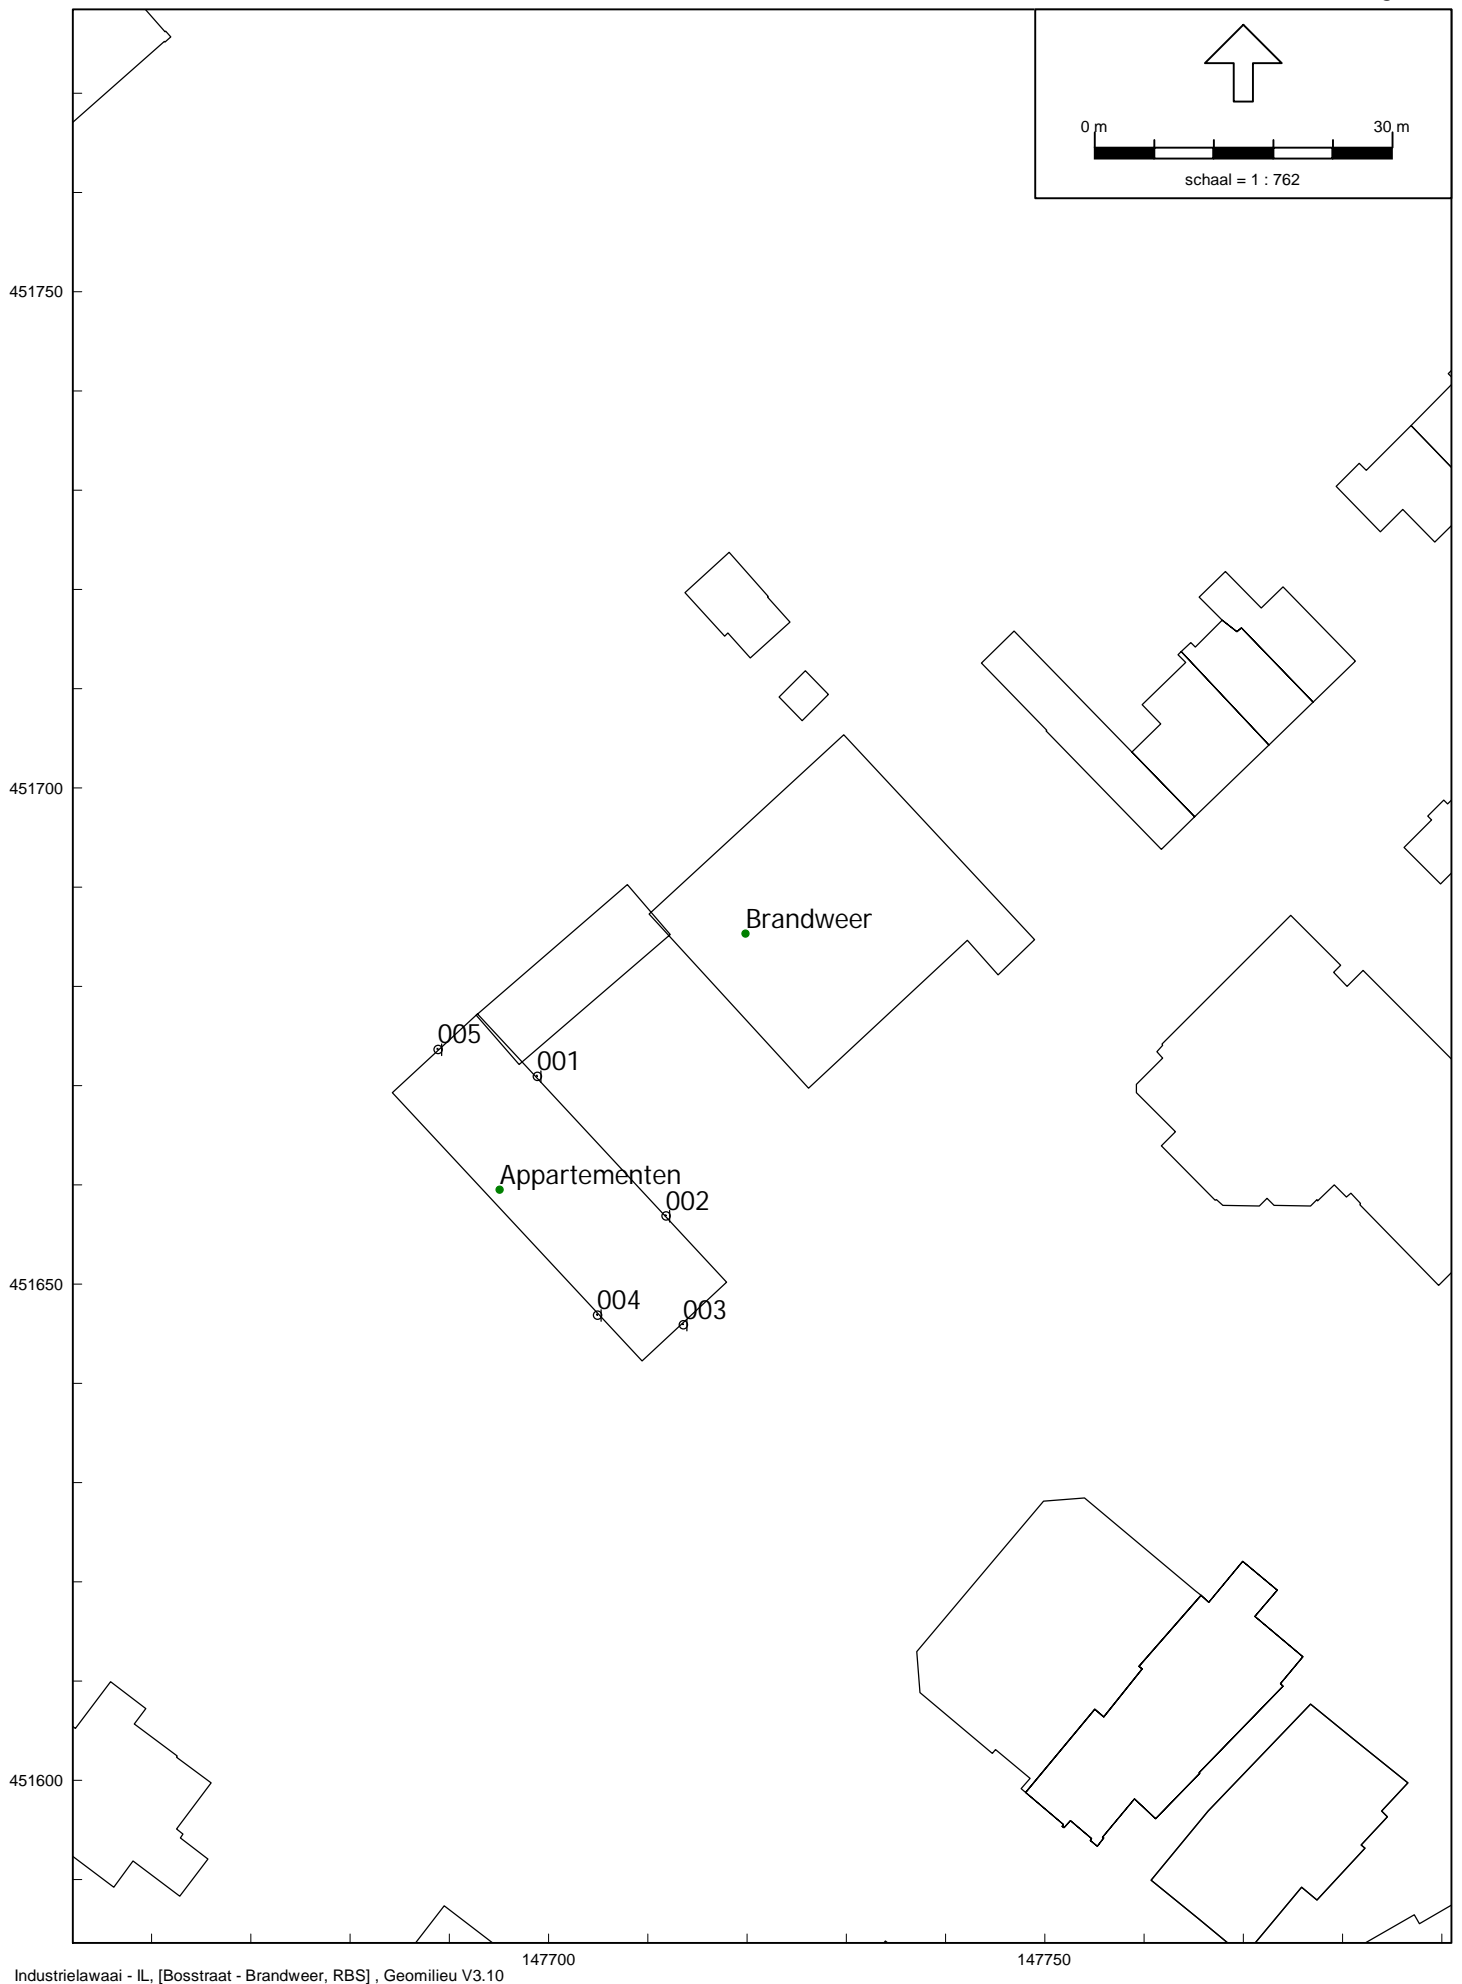 0 m 30 m
schaal = 1 : 762
451750
451700
Brandweer
005
001
Appartementen
002
451650
004
003
451600
147700 147750
Industrielawaai - IL, [Bosstraat - Brandweer, RBS] , Geomilieu V3.10